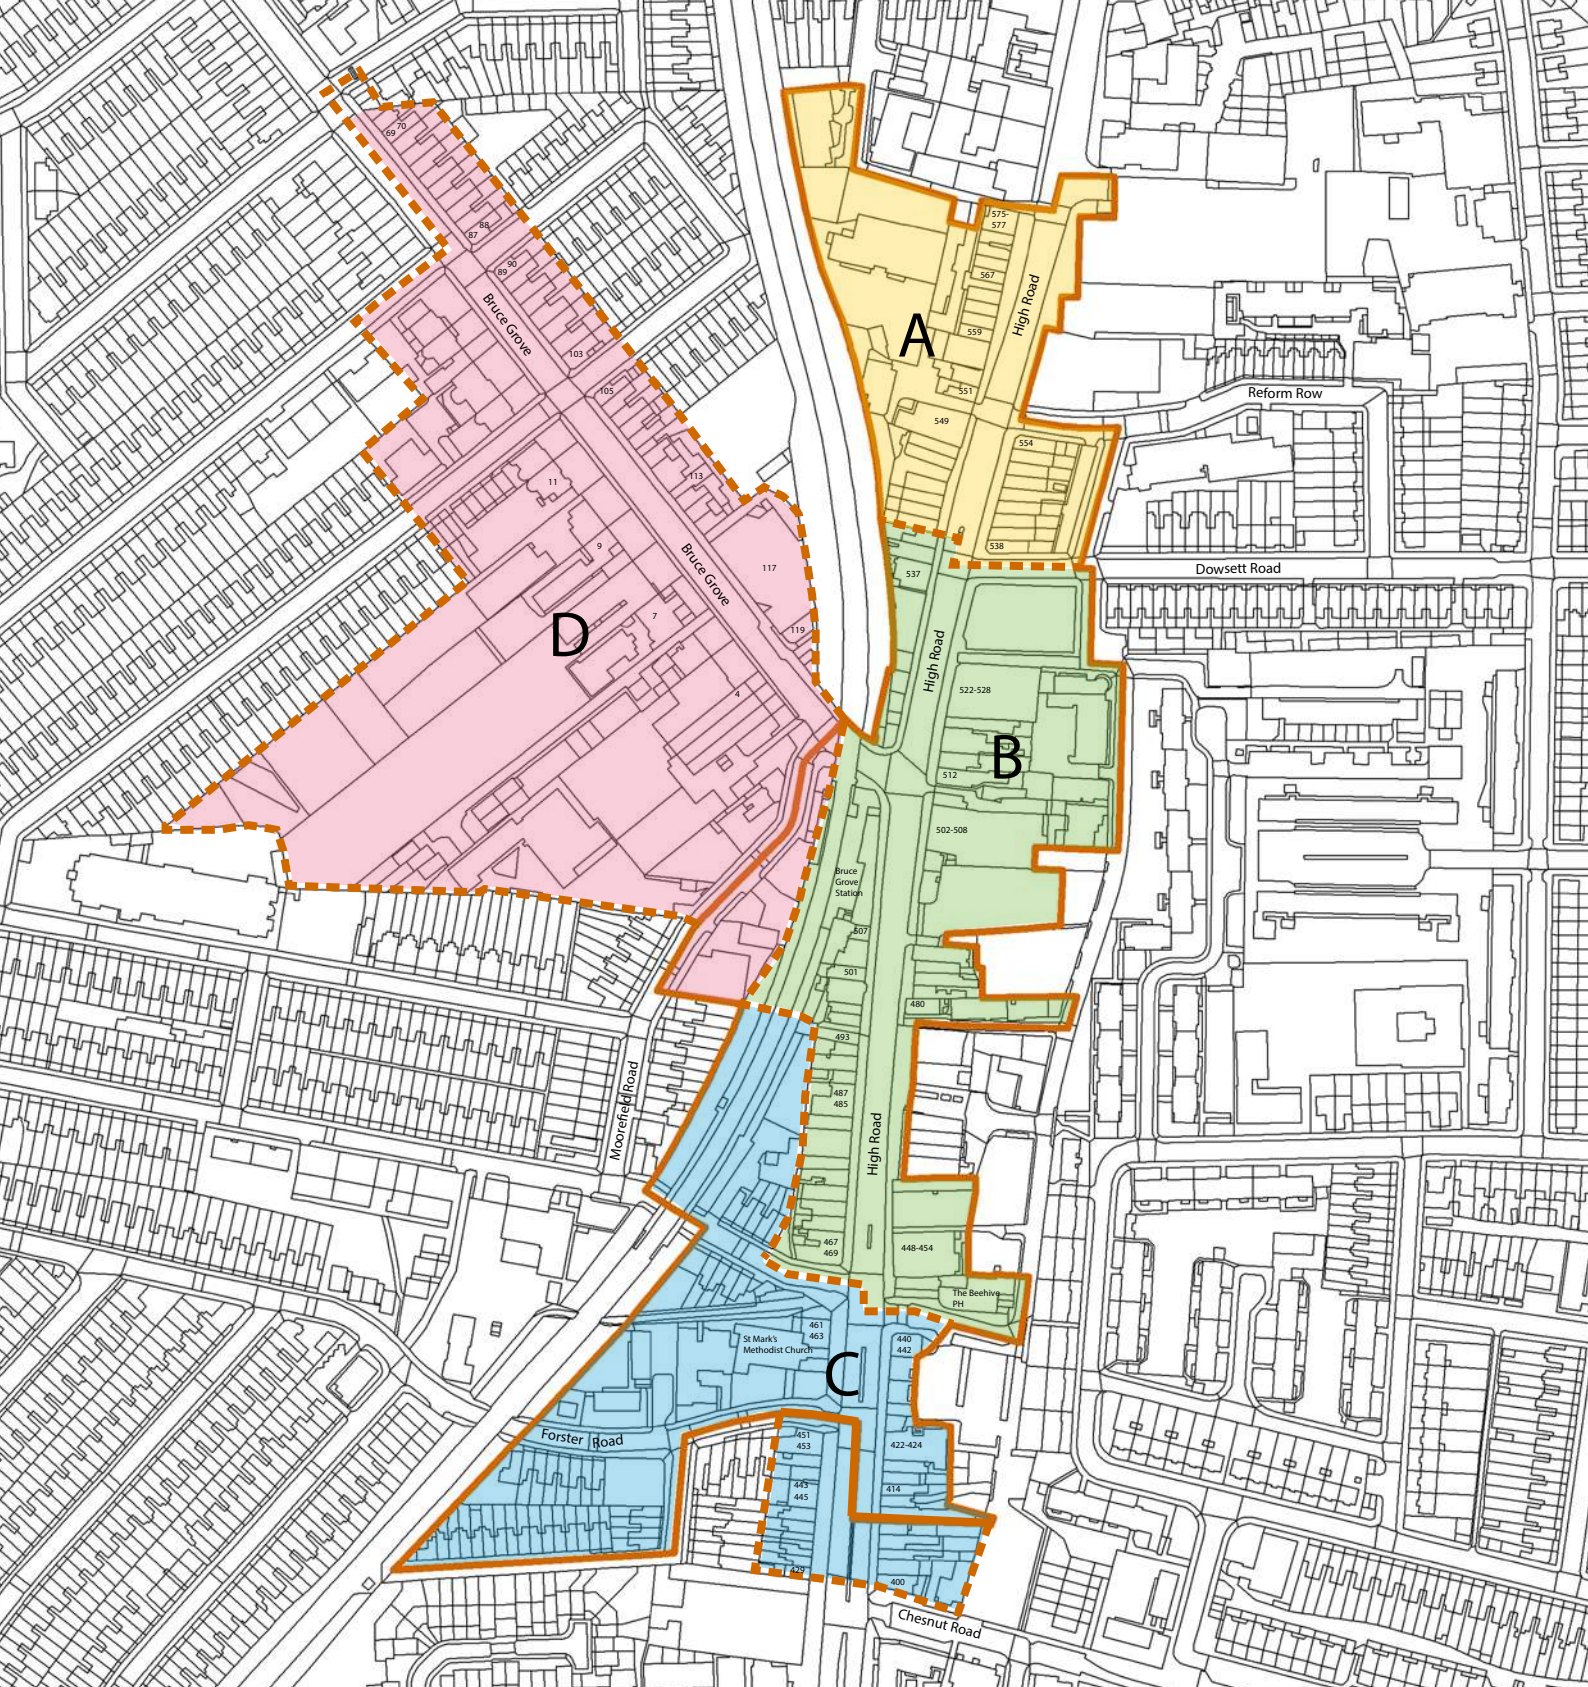 70
69
88
87
90
89
Bruce Grove
103
105
113
11
9
Bruce Grove
117
119
7
D
4
575-
577
567
High Road
559
A
551
549
554
538
Reform Row
Dowsett Road
537
High Road
522-528
B
512
502-508
Bruce
Grove
Station
507
501
480
493
487
485
High Road
Moorefield Road
467
469
448-454
The Beehive
PH
461
463
St Mark's
Methodist Church
440
442
C
Forster Road
451
453
422-424
443
445
414
429
400
Chesnut Road